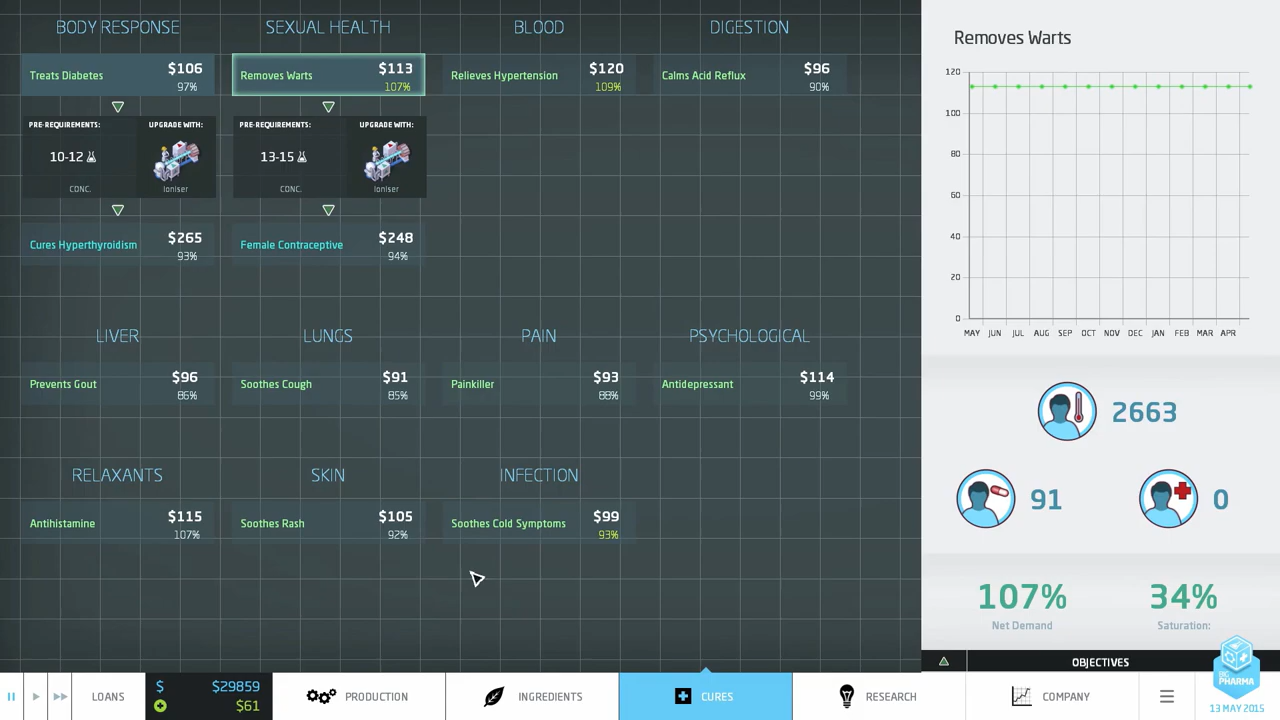 BODY RESPONSE
SEXUAL HEALTH
BLOOD
DIGESTION
Treats Diabetes
$106
97%
Removes Warts
$113
107%
Relieves Hypertension
$120
109%
Calms Acid Reflux
$96
90%
PRE-REQUIREMENTS:
UPGRADE WITH:
10-12
CONC.
Ioniser
PRE-REQUIREMENTS:
UPGRADE WITH:
13-15
CONC.
Ioniser
Cures Hyperthyroidism
$265
93%
Female Contraceptive
$248
94%
LIVER
LUNGS
PAIN
PSYCHOLOGICAL
Prevents Gout
$96
86%
Soothes Cough
$91
85%
Painkiller
$93
88%
Antidepressant
$114
99%
RELAXANTS
SKIN
INFECTION
Antihistamine
$115
107%
Soothes Rash
$105
92%
Soothes Cold Symptoms
$99
93%
Removes Warts
120
100
80
60
40
20
0
MAY JUN JUL AUG SEP OCT NOV DEC JAN FEB MAR APR
2663
91
0
107%
Net Demand
34%
Saturation:
OBJECTIVES
LOANS
$ $29859
$61
PRODUCTION
INGREDIENTS
CURES
RESEARCH
COMPANY
BIG PHARMA
13 MAY 2015